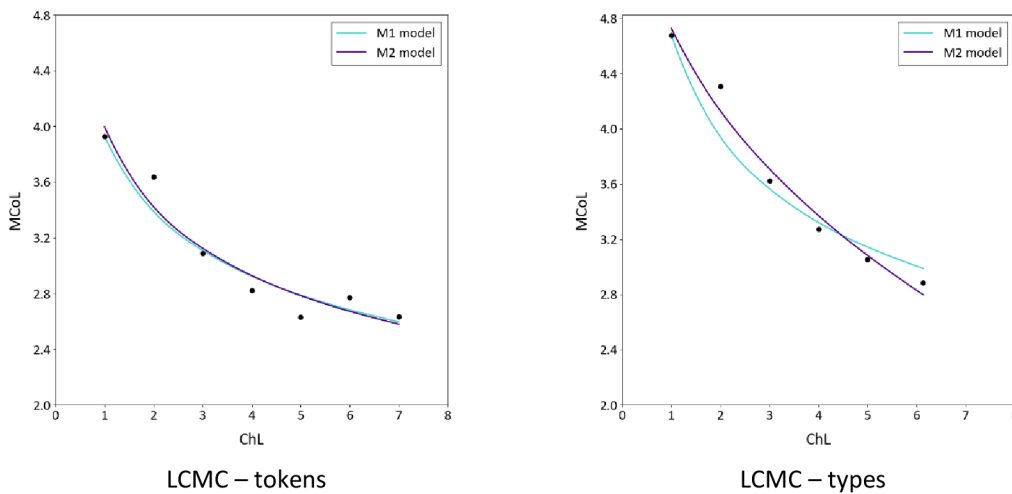 4.8
4.4
4.0
3.6
3.2
2.8
2.4
2.0
MCoL
0 1 2 3 4 5 6 7 8
ChL
M1 model
M2 model
LCMC – tokens
4.8
4.4
4.0
3.6
3.2
2.8
2.4
2.0
MCoL
0 1 2 3 4 5 6 7
ChL
M1 model
M2 model
LCMC – types